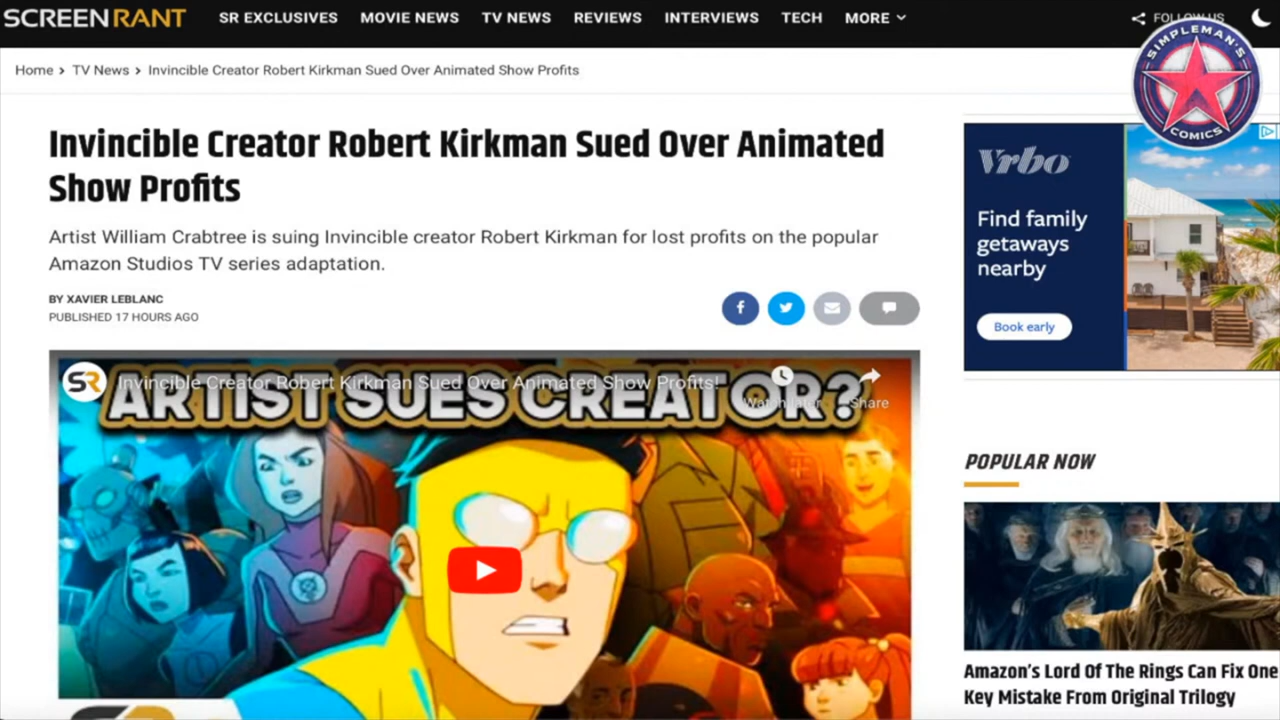 SCREENRANT
SR EXCLUSIVES MOVIE NEWS TV NEWS REVIEWS INTERVIEWS TECH MORE
FOLLOW US
SIMPLEMAN'S
COMICS
Home › TV News › Invincible Creator Robert Kirkman Sued Over Animated Show Profits
Invincible Creator Robert Kirkman Sued Over Animated
Show Profits
Artist William Crabtree is suing Invincible creator Robert Kirkman for lost profits on the popular
Amazon Studios TV series adaptation.
BY XAVIER LEBLANC
PUBLISHED 17 HOURS AGO
SR
Invincible Creator Robert Kirkman Sued Over Animated Show Profits!
Watch later
Share
ARTIST SUES CREATOR?
Vrbo
Find family
getaways
nearby
Book early
POPULAR NOW
Amazon's Lord Of The Rings Can Fix One
Key Mistake From Original Trilogy